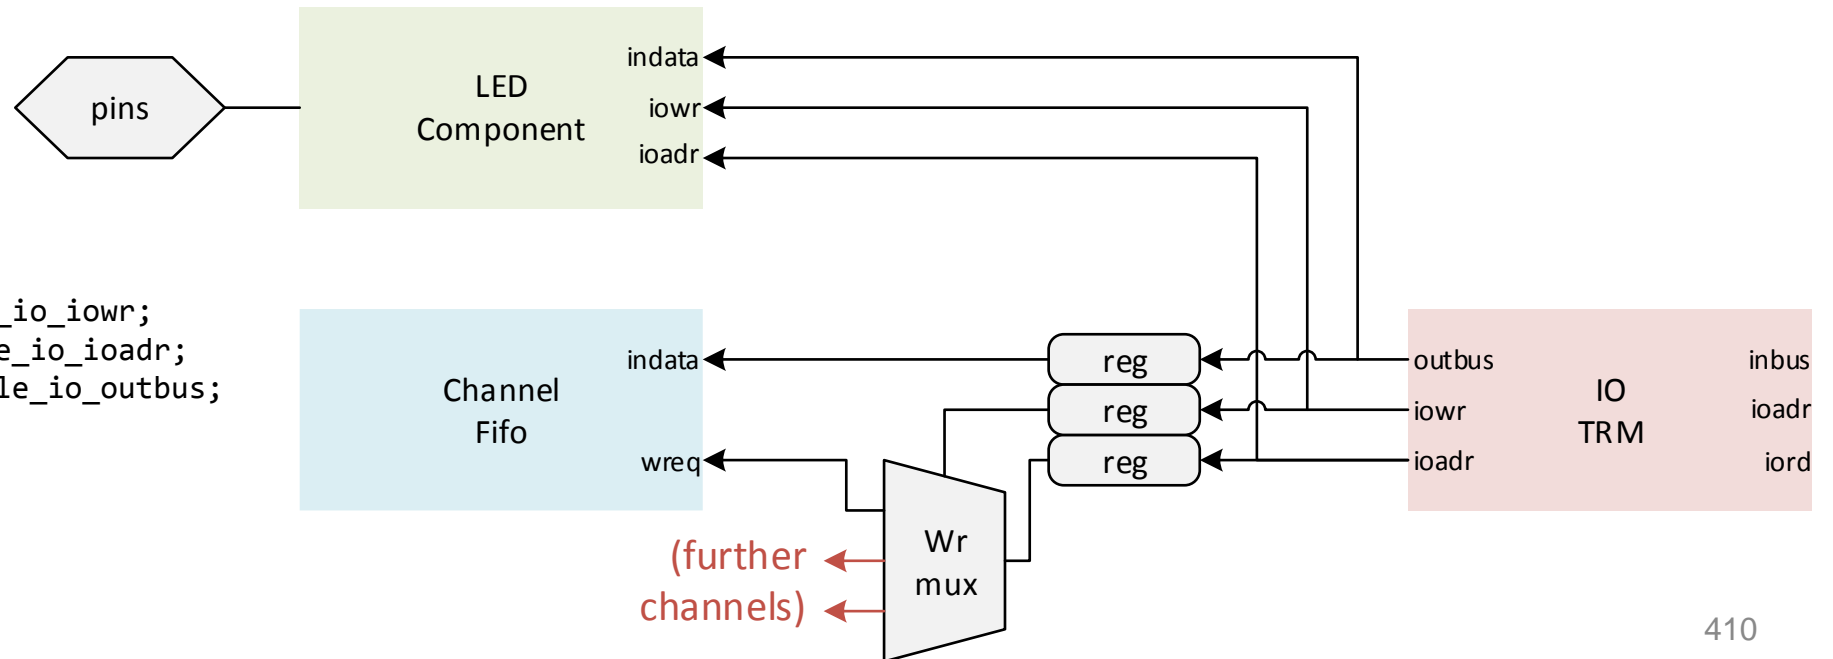 pins
LED
Component
indata
iowr
ioadr
_io_iowr;
e_io_ioadr;
le_io_outbus;
Channel
Fifo
indata
wreq
reg
reg
reg
Wr
mux
(further
channels)
outbus
iowr
ioadr
IO
TRM
inbus
ioadr
iord
410